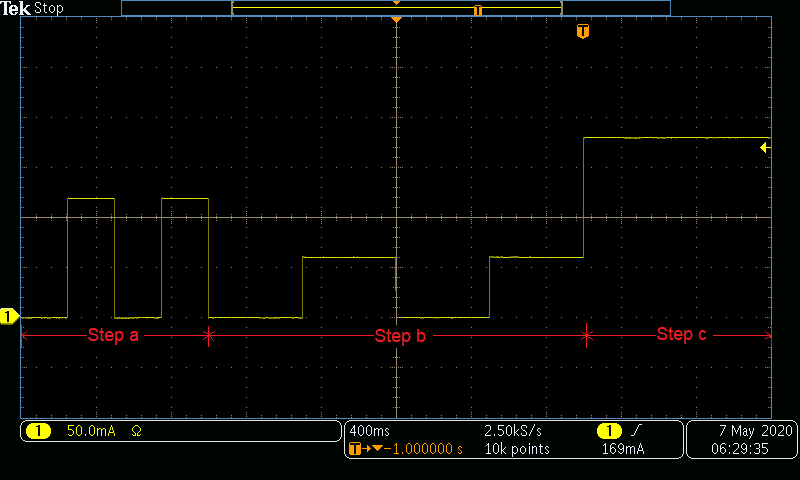 Tek Stop
T
T
1
Step a
Step b
Step c
1 50.0mA Ω
400ms 2.50kS/s 1 169mA
T→▼−1.000000 s 10k points
7 May 2020
06:29:35